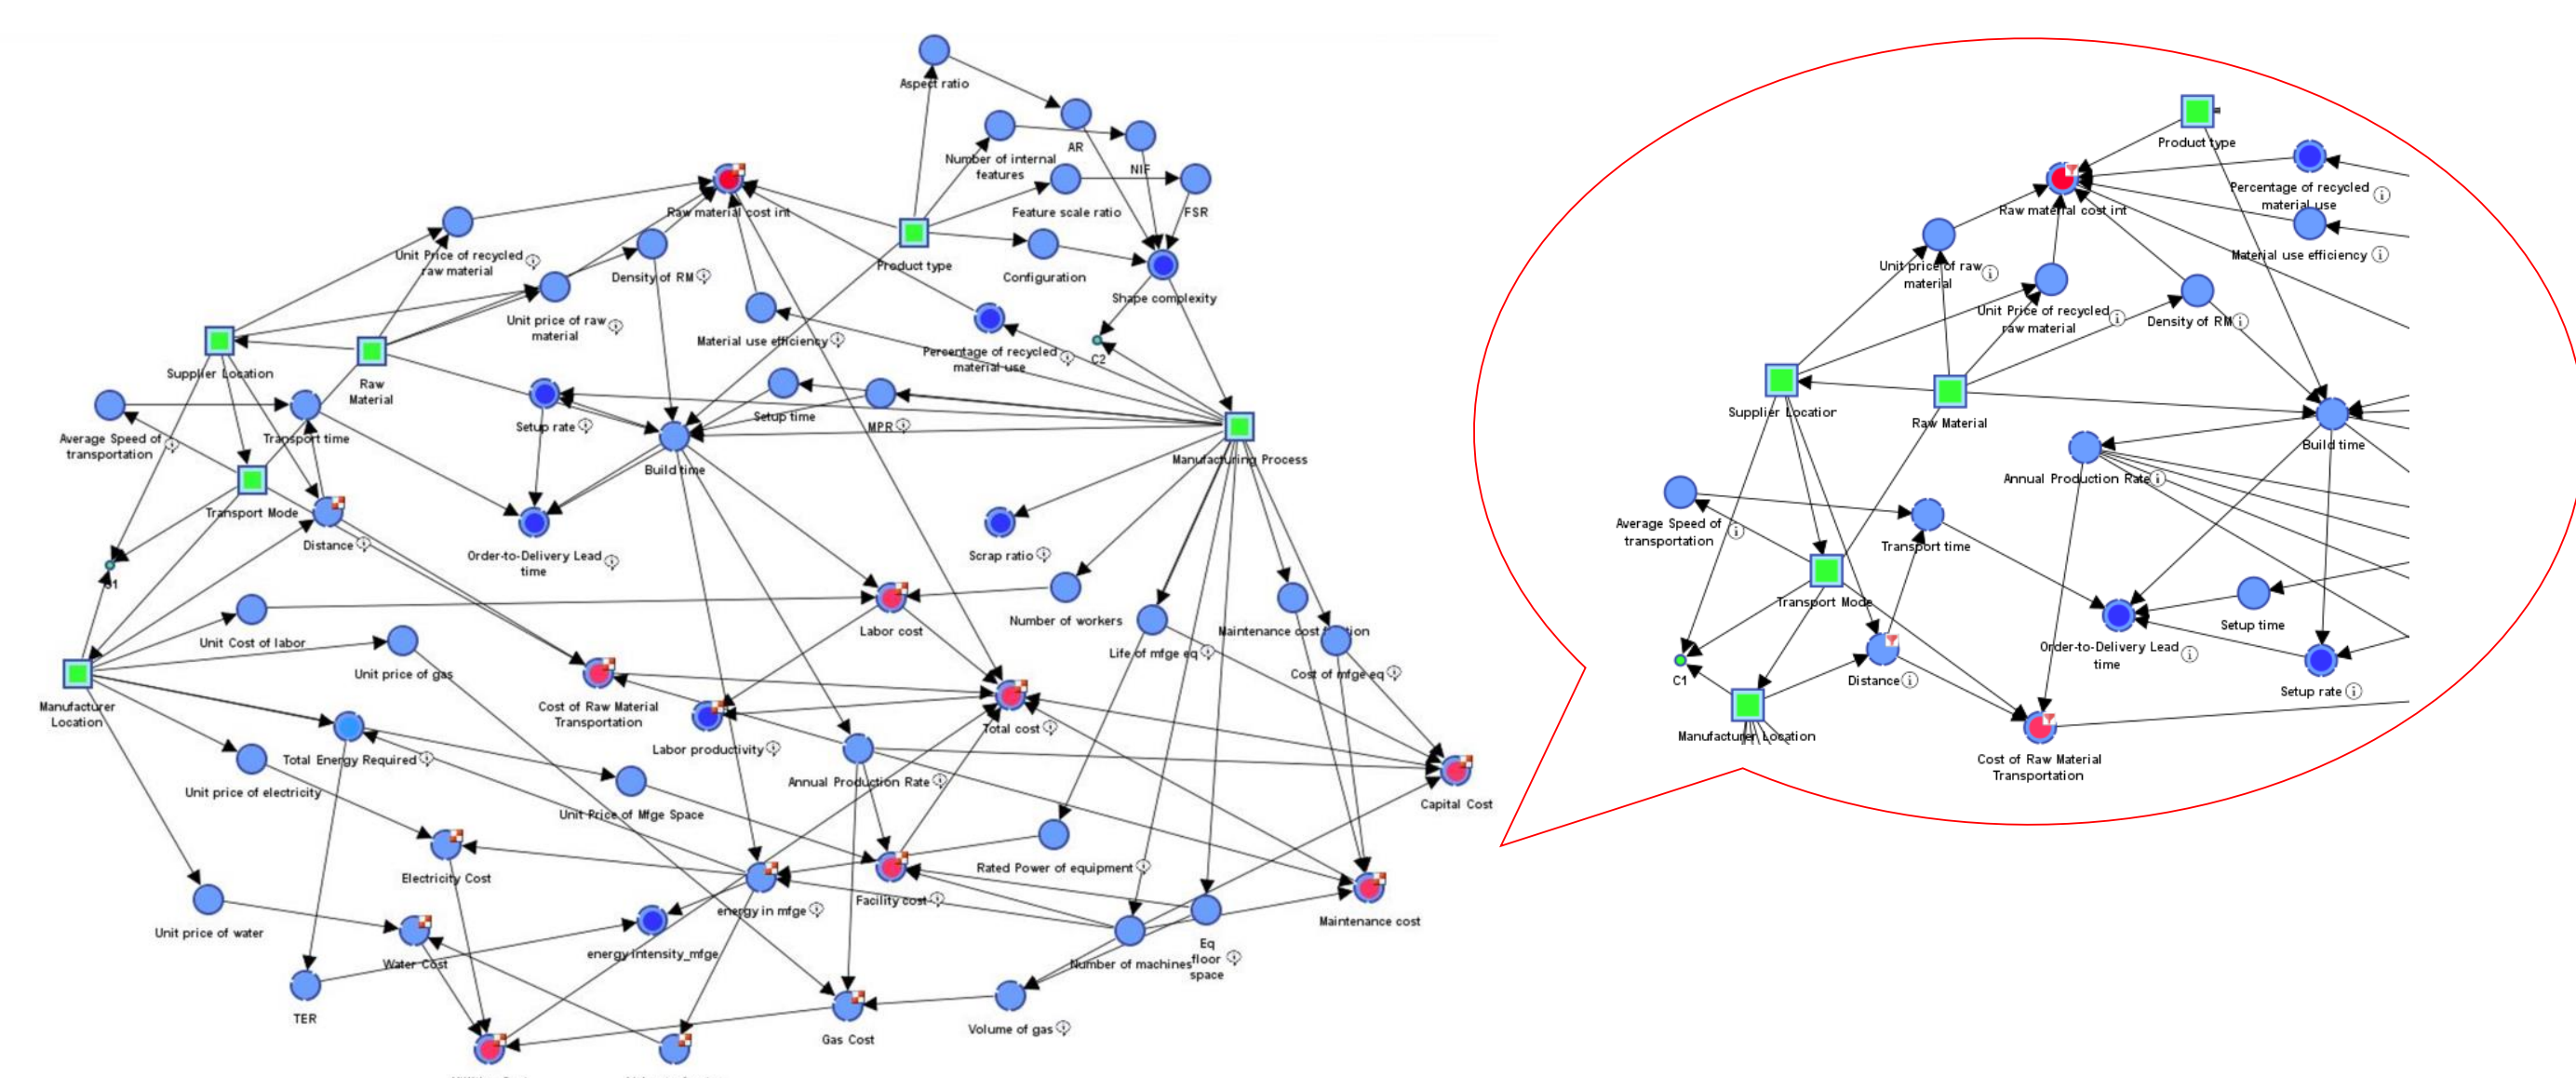 Aspect ratio
AR
Number of internal
features
NIF
Raw material cost int
Feature scale ratio
FSR
Unit Price of recycled
raw material
Density of RM
Product type
Configuration
Shape complexity
Unit price of raw
material
Material use efficiency
Percentage of recycled
material use
C2
Supplier Location
Raw
Material
Average Speed of
transportation
Transport time
Setup rate
Setup time
MPR
Build time
Manufacturing Process
Transport Mode
Distance
Order-to-Delivery Lead
time
Scrap ratio
Unit Cost of labor
Labor cost
Number of workers
Life of mfge eq
Cost of mfge eq
Unit price of gas
Manufacturer
Location
Cost of Raw Material
Transportation
Labor productivity
Total cost
Total Energy Required
Annual Production Rate
Unit price of electricity
Unit Price of Mfge Space
Capital Cost
Electricity Cost
Rated Power of equipment
energy in mfge
Facility cost
Maintenance cost
Unit price of water
Water Cost
energy intensity_mfge
Number of machines
Eq
floor
space
TER
Gas Cost
Volume of gas
Product type
Percentage of recycled
material use
Raw material cost int
Material use efficiency
Unit price of raw
material
Unit Price of recycled
raw material
Density of RM
Supplier Location
Raw Material
Build time
Annual Production Rate
Average Speed of
transportation
Transport time
Transport Mode
Setup time
Order-to-Delivery Lead
time
C1
Distance
Setup rate
Manufacturer Location
Cost of Raw Material
Transportation